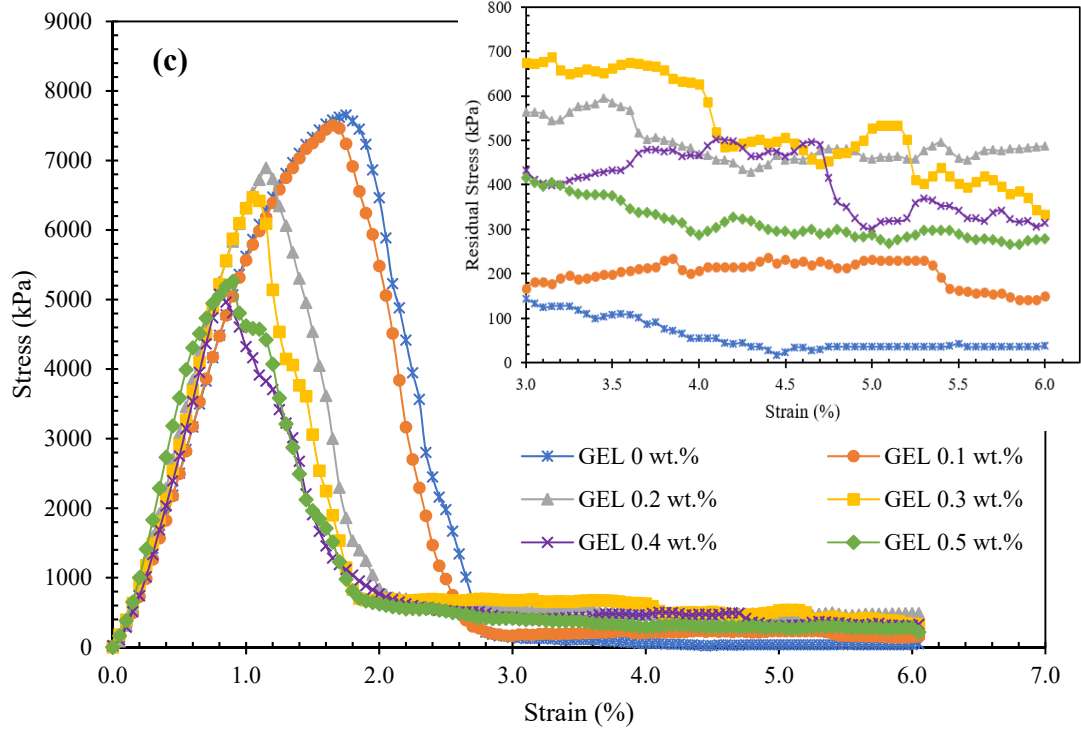 (c)
Stress (kPa)
9000
8000
7000
6000
5000
4000
3000
2000
1000
0
0.0 1.0 2.0 3.0 4.0 5.0 6.0 7.0
Strain (%)
Residual Stress (kPa)
800
700
600
500
400
300
200
100
0
3.0 3.5 4.0 4.5 5.0 5.5 6.0
Strain (%)
GEL 0 wt.% GEL 0.1 wt.%
GEL 0.2 wt.% GEL 0.3 wt.%
GEL 0.4 wt.% GEL 0.5 wt.%